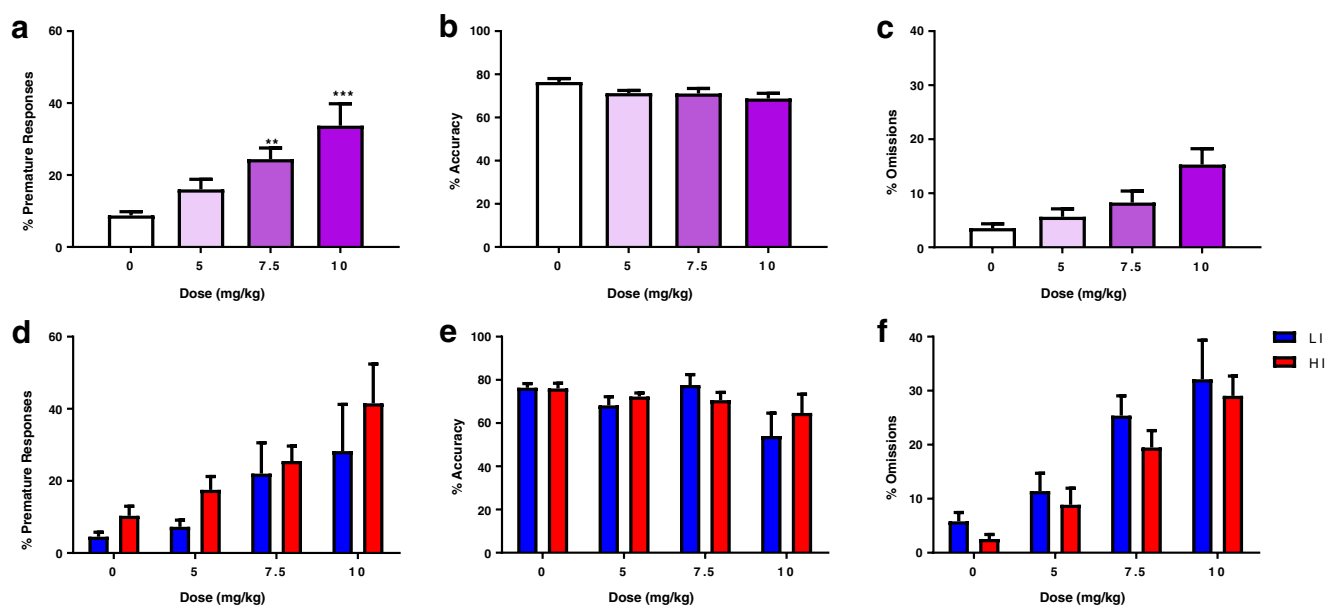 a
% Premature Responses
60
40
20
0
**
***
0 5 7.5 10
Dose (mg/kg)
b
% Accuracy
100
80
60
40
20
0
0 5 7.5 10
Dose (mg/kg)
c
% Omissions
40
30
20
10
0
0 5 7.5 10
Dose (mg/kg)
d
% Premature Responses
60
40
20
0
0 5 7.5 10
Dose (mg/kg)
e
% Accuracy
100
80
60
40
20
0
0 5 7.5 10
Dose (mg/kg)
f
% Omissions
40
30
20
10
0
0 5 7.5 10
Dose (mg/kg)
LI
HI